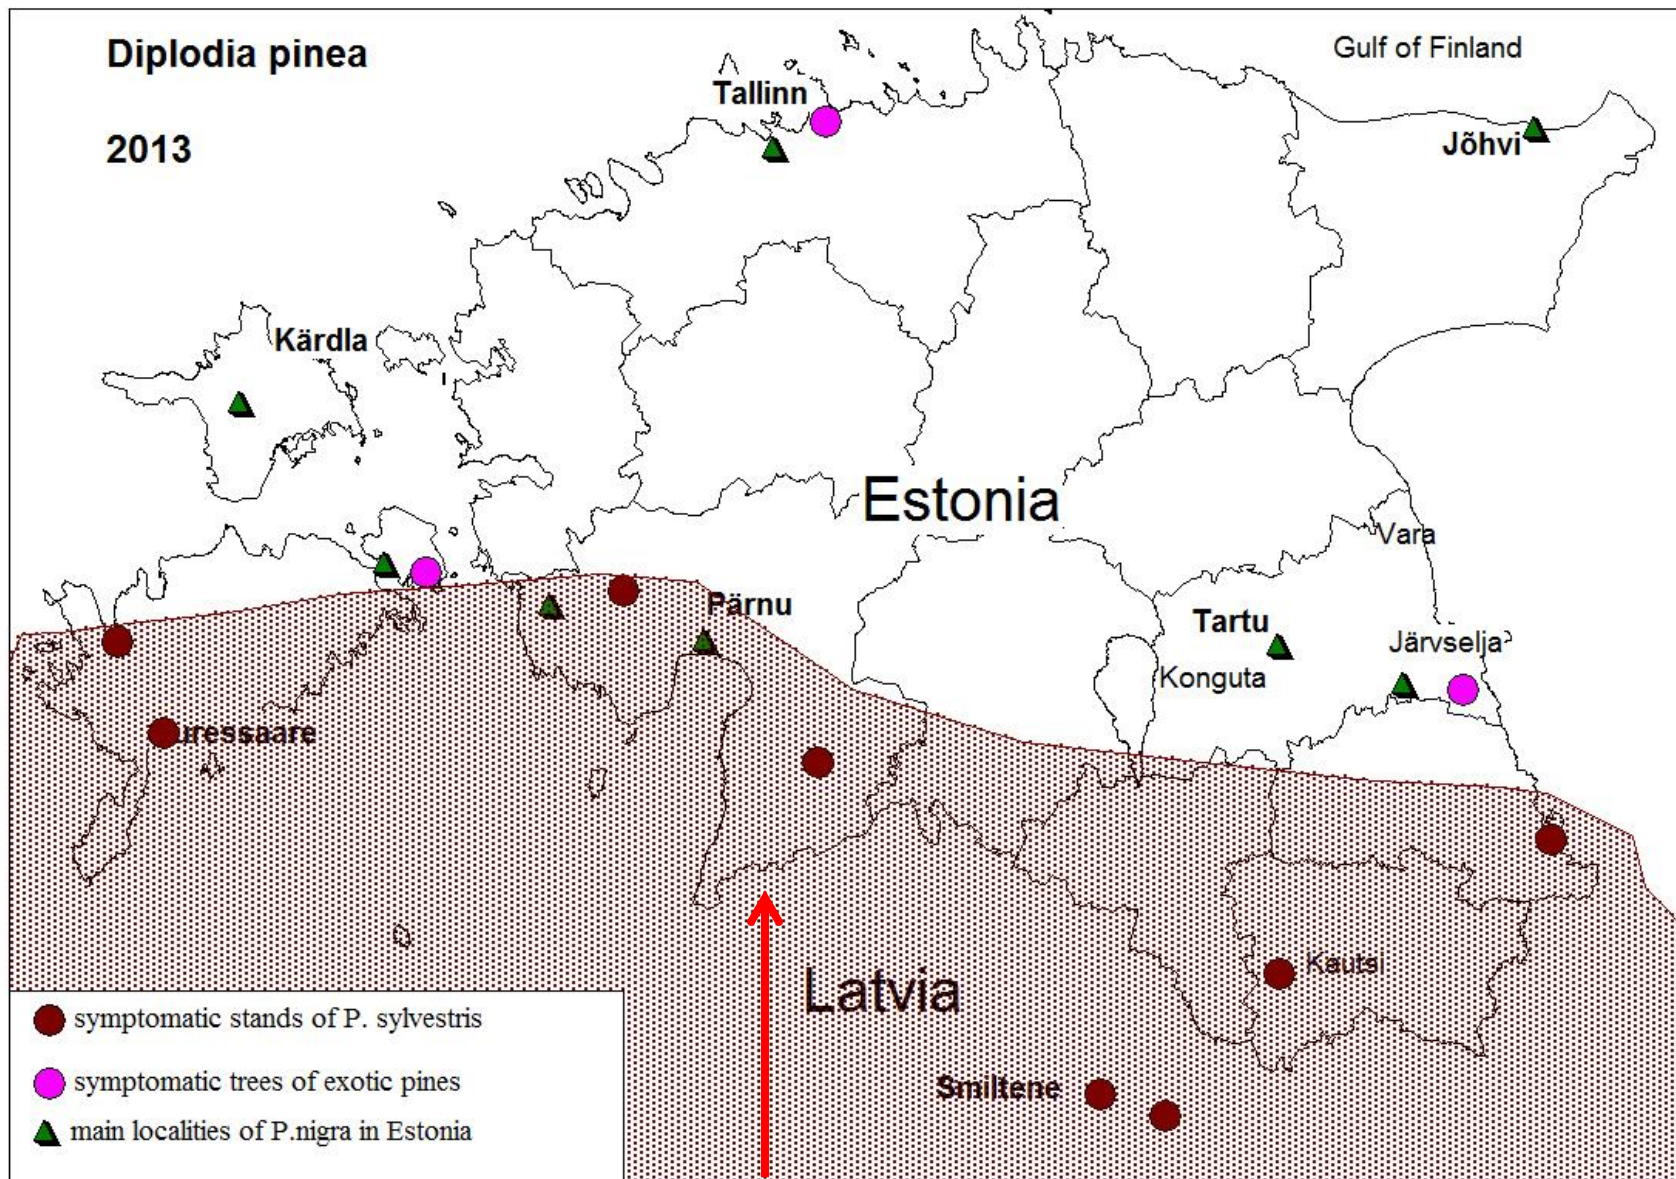 Diplodia pinea
2013
Gulf of Finland
Tallinn
Jõhvi
Kärdla
Estonia
Vara
Pärnu
Tartu
Järvselja
Konguta
uressaare
Kautsi
Latvia
Smiltene
symptomatic stands of P. sylvestris
symptomatic trees of exotic pines
main localities of P.nigra in Estonia